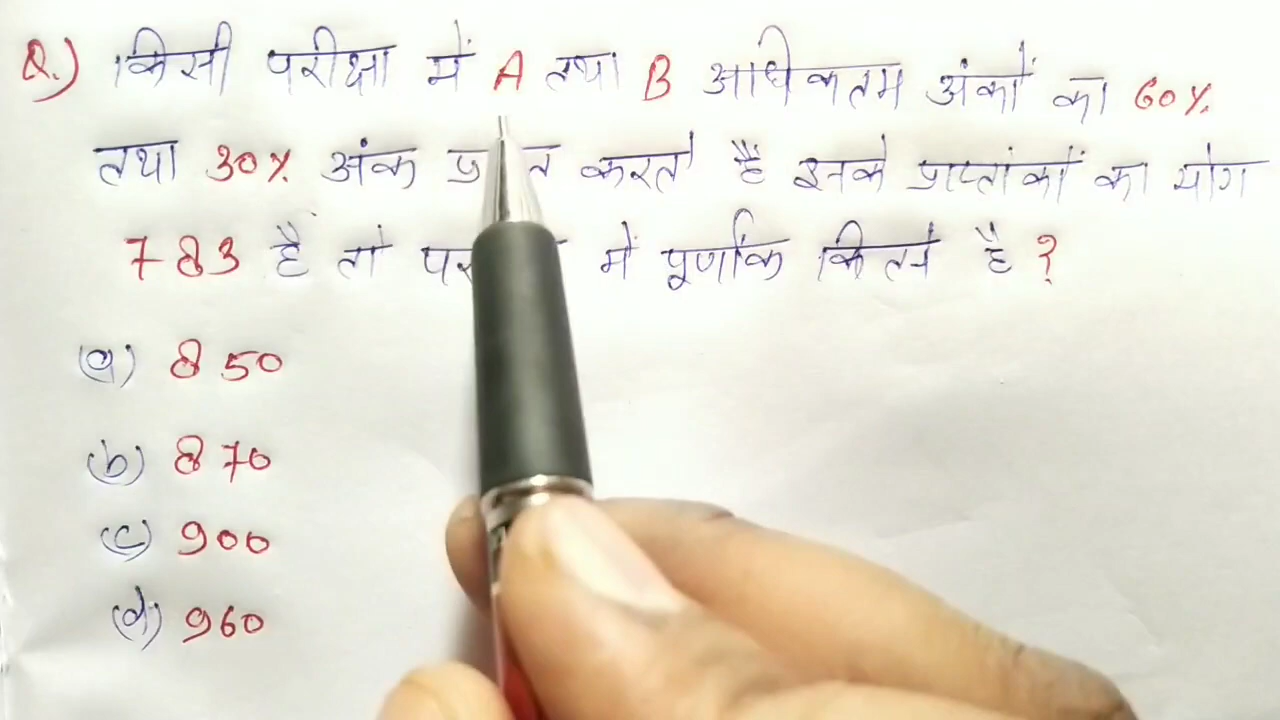 Q.) किसी परीक्षा में A तथा B अधिकतम अंकों का 60%
तथा 30% अंक करते है इनके प्राप्तांकों का योग
783 है तो में पूर्णांक कितने है ?
(a) 850
(b) 870
(c) 900
(d) 960